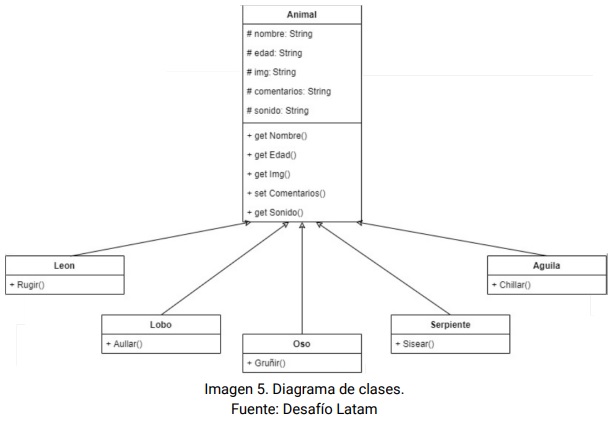 Animal
# nombre: String
# edad: String
# img: String
# comentarios: String
# sonido: String
+ get Nombre()
+ get Edad()
+ get Img()
+ set Comentarios()
+ get Sonido()
Leon
+ Rugir()
Aguila
+ Chillar()
Lobo
+ Aullar()
Serpiente
+ Sisear()
Oso
+ Gruñir()
Imagen 5. Diagrama de clases.
Fuente: Desafío Latam